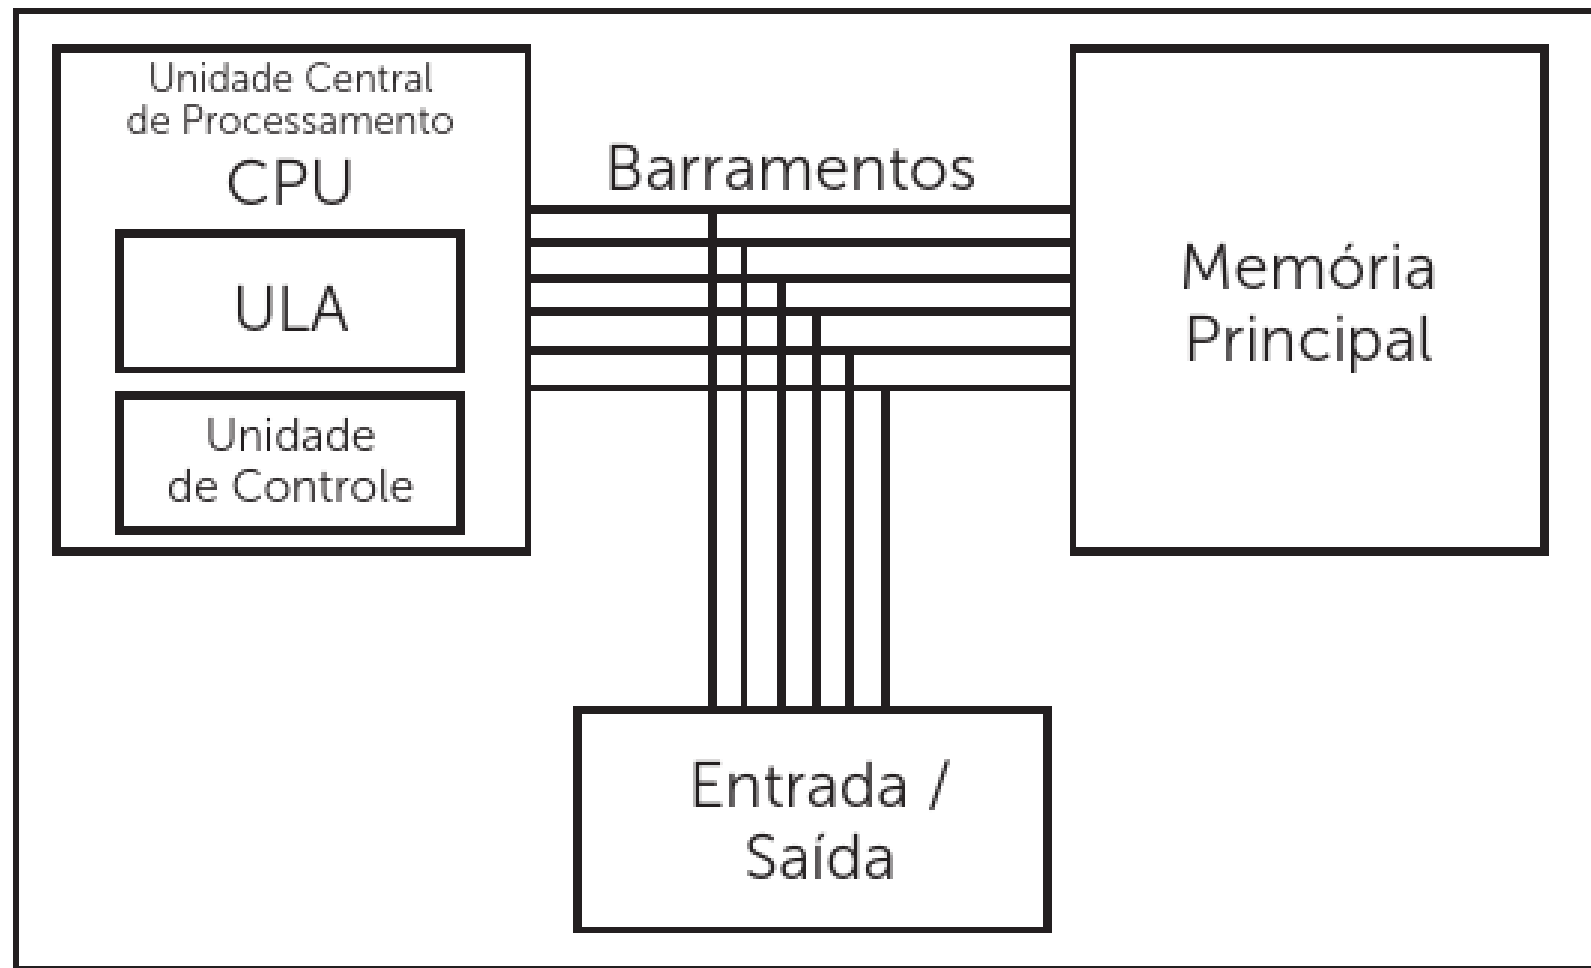 Unidade Central
de Processamento
CPU
ULA
Unidade
de Controle
Barramentos
Memória
Principal
Entrada /
Saída